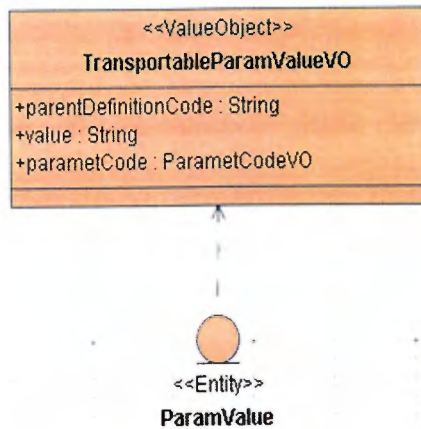 <<ValueObject>>
TransportableParamValueVO
+parentDefinitionCode : String
+value : String
+parametCode : ParametCodeVO
<<Entity>>
ParamValue